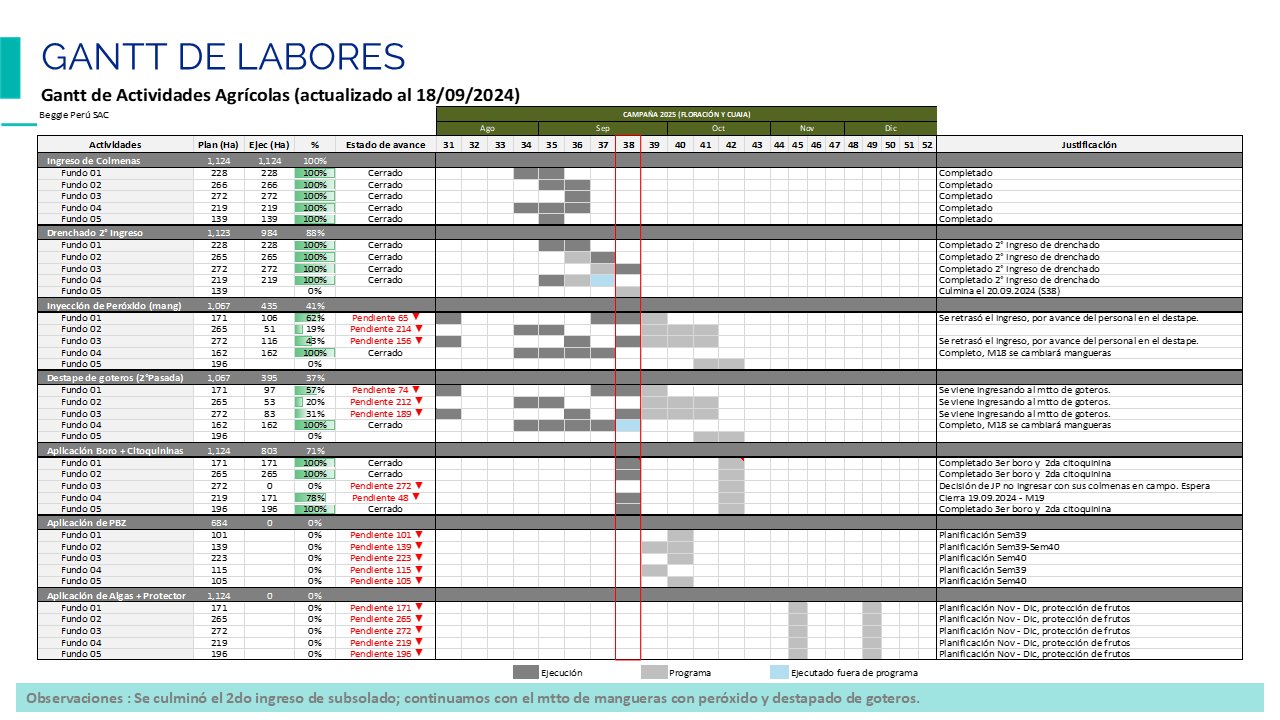 GANTT DE LABORES
Gantt de Actividades Agrícolas (actualizado al 18/09/2024)
Beggie Perú SAC
CAMPAÑA 2025 (FLORACIÓN Y CUAJA)
Ago Sep Oct Nov Dic
Actividades Plan (Ha) Ejec (Ha) % Estado de avance 31 32 33 34 35 36 37 38 39 40 41 42 43 44 45 46 47 48 49 50 51 52 Justificación
Ingreso de Colmenas 1,124 1,124 100%
Fundo 01 228 228 100% Cerrado Completado
Fundo 02 266 266 100% Cerrado Completado
Fundo 03 272 272 100% Cerrado Completado
Fundo 04 219 219 100% Cerrado Completado
Fundo 05 139 139 100% Cerrado Completado
Drenchado 2° Ingreso 1,123 984 88%
Fundo 01 228 228 100% Cerrado Completado 2° Ingreso de drenchado
Fundo 02 265 265 100% Cerrado Completado 2° Ingreso de drenchado
Fundo 03 272 272 100% Cerrado Completado 2° Ingreso de drenchado
Fundo 04 219 219 100% Cerrado Completado 2° Ingreso de drenchado
Fundo 05 139 0% Culmina el 20.09.2024 (S38)
Inyección de Peróxido (mang) 1,067 435 41%
Fundo 01 171 106 62% Pendiente 65 ▼ Se retrasó el ingreso, por avance del personal en el destape.
Fundo 02 265 51 19% Pendiente 214 ▼
Fundo 03 272 116 43% Pendiente 156 ▼ Se retrasó el ingreso, por avance del personal en el destape.
Fundo 04 162 162 100% Cerrado Completo, M18 se cambiará mangueras
Fundo 05 196 0%
Destape de goteros (2°Pasada) 1,067 395 37%
Fundo 01 171 97 57% Pendiente 74 ▼ Se viene ingresando al mtto de goteros.
Fundo 02 265 53 20% Pendiente 212 ▼ Se viene ingresando al mtto de goteros.
Fundo 03 272 83 31% Pendiente 189 ▼ Se viene ingresando al mtto de goteros.
Fundo 04 162 162 100% Cerrado Completo, M18 se cambiará mangueras
Fundo 05 196 0%
Aplicación Boro + Citoquininas 1,124 803 71%
Fundo 01 171 171 100% Cerrado Completado 3er boro y 2da citoquinina
Fundo 02 265 265 100% Cerrado Completado 3er boro y 2da citoquinina
Fundo 03 272 0 0% Pendiente 272 ▼ Decisión de JP no ingresar con sus colmenas en campo. Espera
Fundo 04 219 171 78% Pendiente 48 ▼ Cierra 19.09.2024 - M19
Fundo 05 196 196 100% Cerrado Completado 3er boro y 2da citoquinina
Aplicación de PBZ 684 0 0%
Fundo 01 101 0% Pendiente 101 ▼ Planificación Sem39
Fundo 02 139 0% Pendiente 139 ▼ Planificación Sem39-Sem40
Fundo 03 223 0% Pendiente 223 ▼ Planificación Sem40
Fundo 04 115 0% Pendiente 115 ▼ Planificación Sem39
Fundo 05 105 0% Pendiente 105 ▼ Planificación Sem40
Aplicación de Algas + Protector 1,124 0 0%
Fundo 01 171 0% Pendiente 171 ▼ Planificación Nov - Dic, protección de frutos
Fundo 02 265 0% Pendiente 265 ▼ Planificación Nov - Dic, protección de frutos
Fundo 03 272 0% Pendiente 272 ▼ Planificación Nov - Dic, protección de frutos
Fundo 04 219 0% Pendiente 219 ▼ Planificación Nov - Dic, protección de frutos
Fundo 05 196 0% Pendiente 196 ▼ Planificación Nov - Dic, protección de frutos
Ejecución Programa Ejecutado fuera de programa
Observaciones : Se culminó el 2do ingreso de subsolado; continuamos con el mtto de mangueras con peróxido y destapado de goteros.